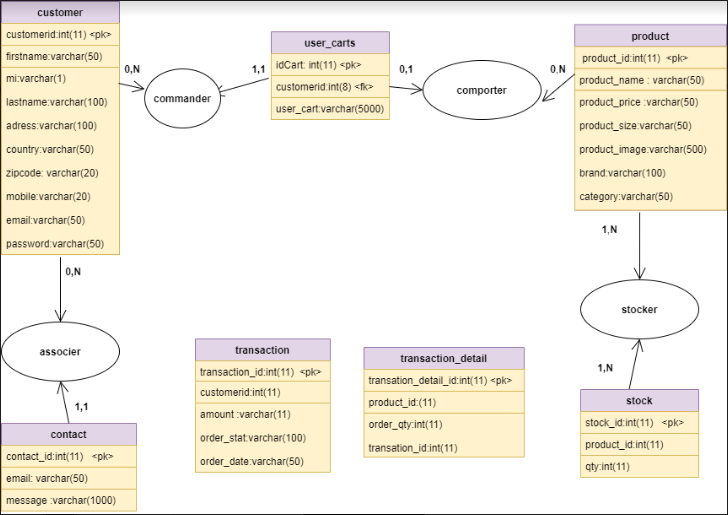 customer
customerid:int(11) <pk>
firstname:varchar(50)
mi:varchar(1)
lastname:varchar(100)
adress:varchar(100)
country:varchar(50)
zipcode: varchar(20)
mobile:varchar(20)
email:varchar(50)
password:varchar(50)
0,N
commander
1,1
user_carts
idCart: int(11) <pk>
customerid:int(8) <fk>
user_cart:varchar(5000)
0,1
comporter
0,N
product
product_id:int(11) <pk>
product_name : varchar(50)
product_price :varchar(50)
product_size:varchar(50)
product_image:varchar(500)
brand:varchar(100)
category:varchar(50)
0,N
associer
1,1
contact
contact_id:int(11) <pk>
email: varchar(50)
message :varchar(1000)
transaction
transaction_id:int(11) <pk>
customerid:int(11)
amount :varchar(11)
order_stat:varchar(100)
order_date:varchar(50)
transaction_detail
transation_detail_id:int(11) <pk>
product_id:(11)
order_qty:int(11)
transation_id:int(11)
1,N
stocker
1,N
stock
stock_id:int(11) <pk>
product_id:int(11)
qty:int(11)